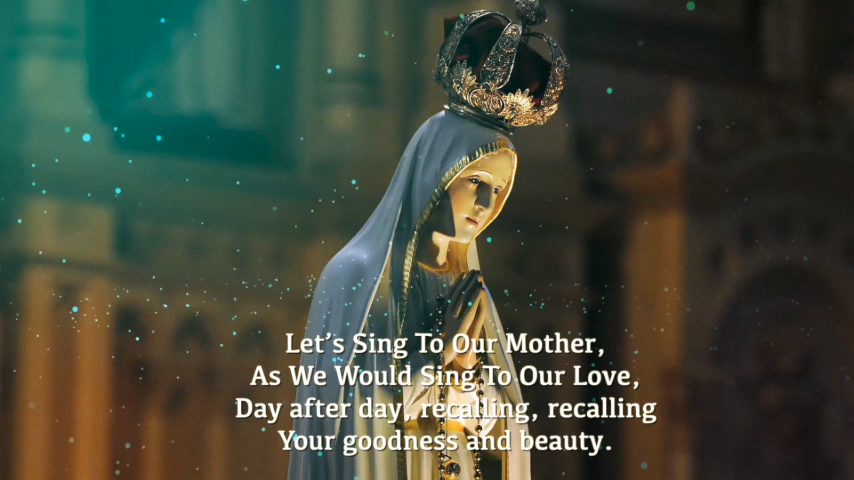 Let's Sing To Our Mother,
As We Would Sing To Our Love,
Day after day, recalling, recalling
Your goodness and beauty.